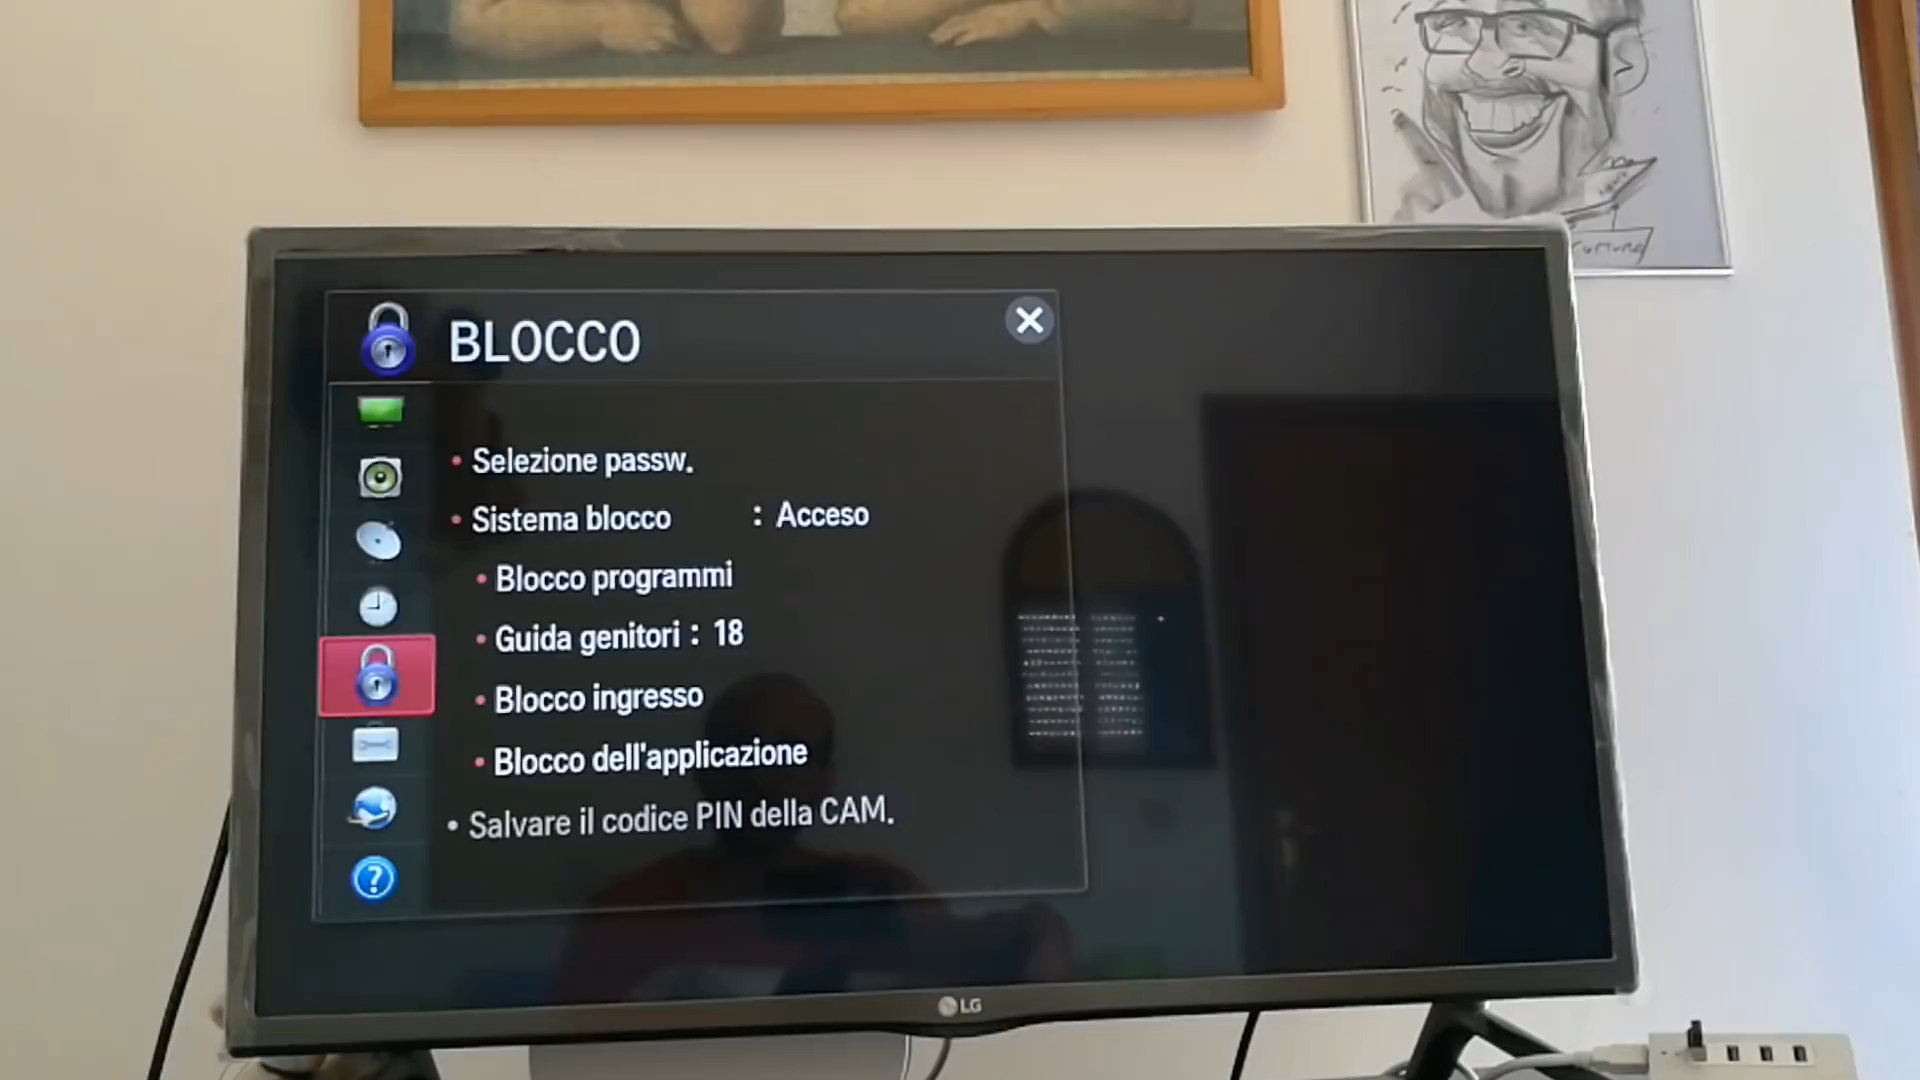 BLOCCO
• Selezione passw.
• Sistema blocco : Acceso
• Blocco programmi
• Guida genitori : 18
• Blocco ingresso
• Blocco dell'applicazione
• Salvare il codice PIN della CAM.
?
LG